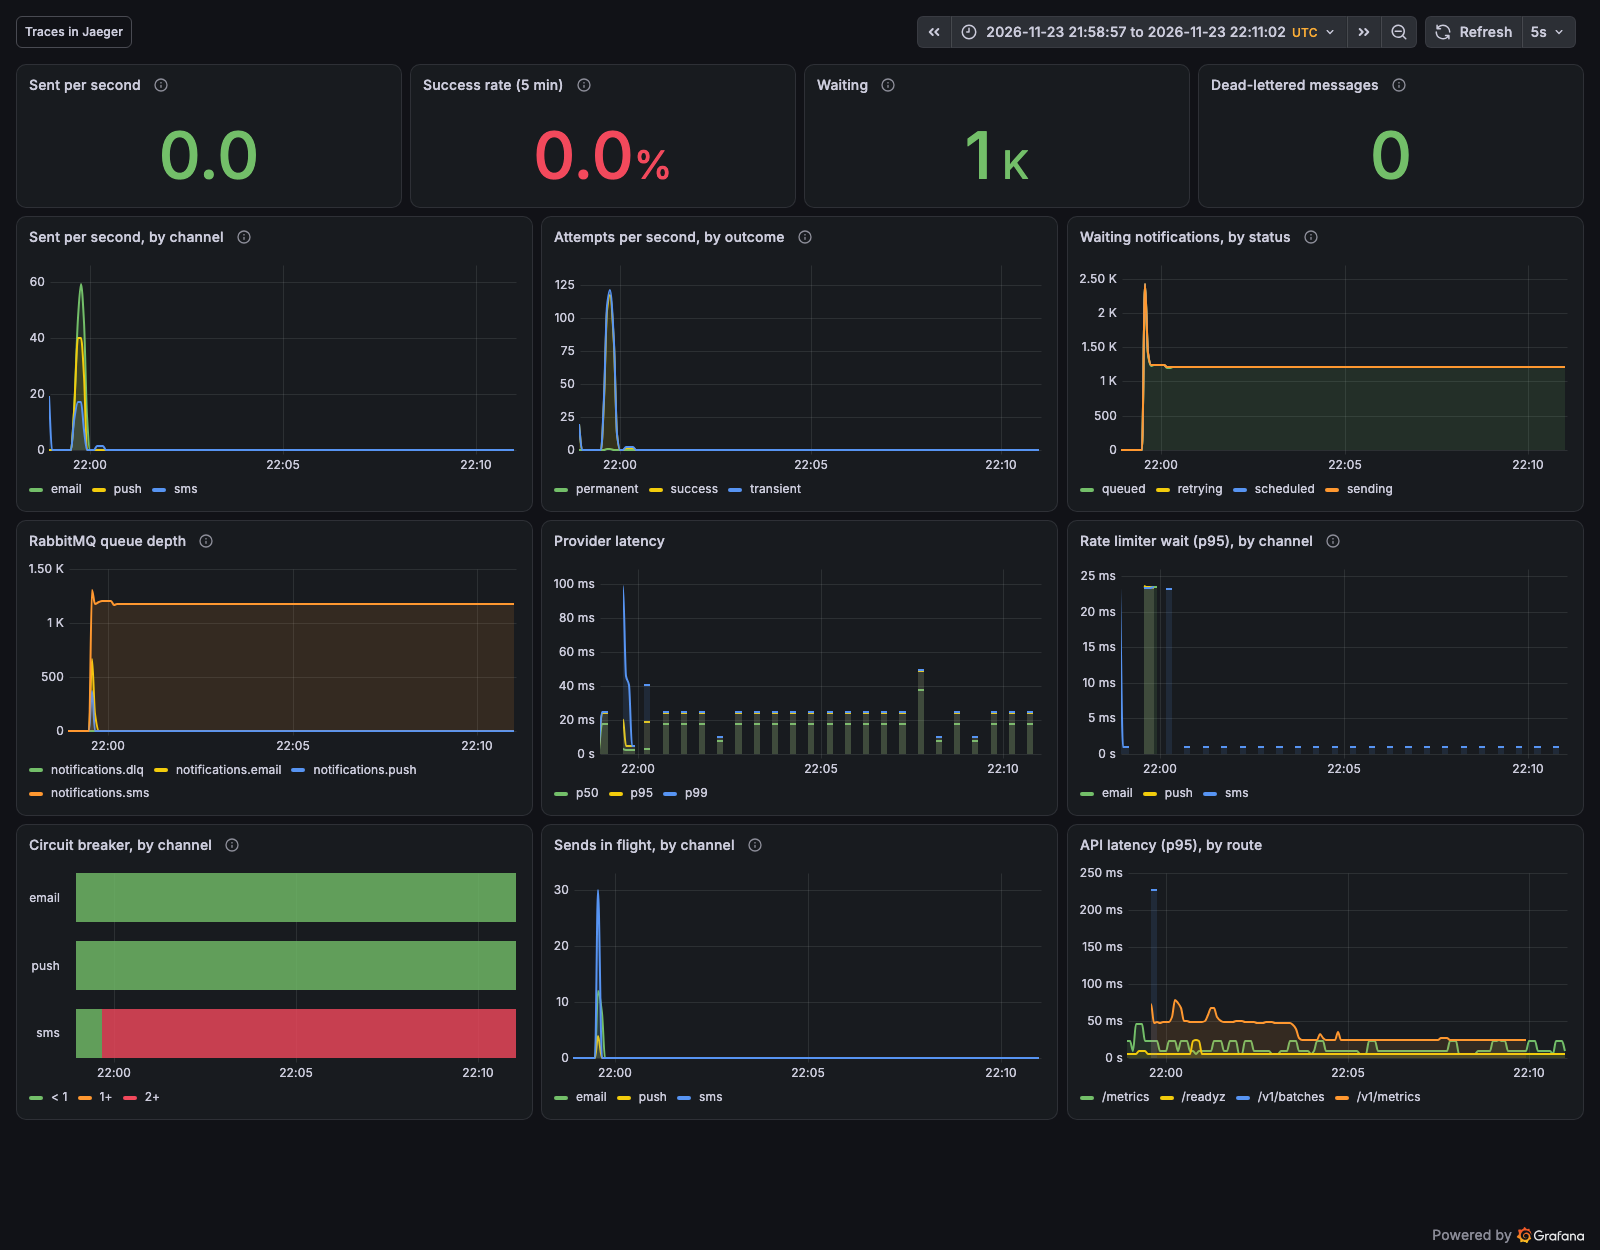 Traces in Jaeger
2026-11-23 21:58:57 to 2026-11-23 22:11:02 UTC
Refresh
5s
Sent per second
0.0
Success rate (5 min)
0.0%
Waiting
1 K
Dead-lettered messages
0
Sent per second, by channel
60
40
20
0
22:00 22:05 22:10
email push sms
Attempts per second, by outcome
125
100
75
50
25
0
22:00 22:05 22:10
permanent success transient
Waiting notifications, by status
2.50 K
2 K
1.50 K
1 K
500
0
22:00 22:05 22:10
queued retrying scheduled sending
RabbitMQ queue depth
1.50 K
1 K
500
0
22:00 22:05 22:10
notifications.dlq notifications.email notifications.push
notifications.sms
Provider latency
100 ms
80 ms
60 ms
40 ms
20 ms
0 s
22:00 22:05 22:10
p50 p95 p99
Rate limiter wait (p95), by channel
25 ms
20 ms
15 ms
10 ms
5 ms
0 s
22:00 22:05 22:10
email push sms
Circuit breaker, by channel
email
push
sms
22:00 22:05 22:10
< 1 1+ 2+
Sends in flight, by channel
30
20
10
0
22:00 22:05 22:10
email push sms
API latency (p95), by route
250 ms
200 ms
150 ms
100 ms
50 ms
0 s
22:00 22:05 22:10
/metrics /readyz /v1/batches /v1/metrics
Powered by Grafana